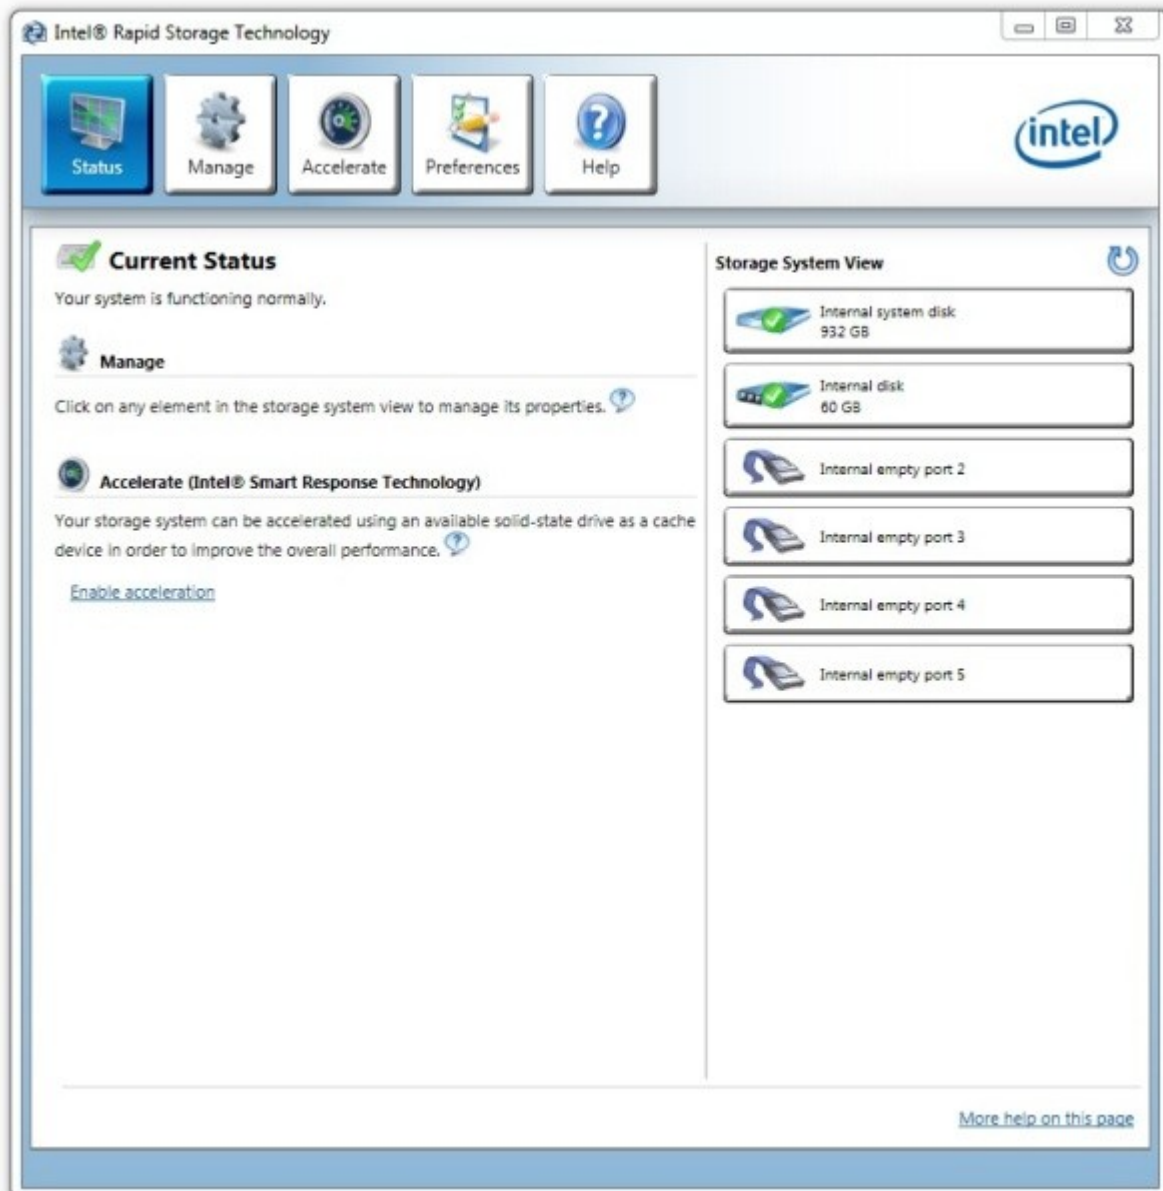 Intel® Rapid Storage Technology
Status
Manage
Accelerate
Preferences
Help
intel
Current Status
Your system is functioning normally.
Manage
Click on any element in the storage system view to manage its properties.
Accelerate (Intel® Smart Response Technology)
Your storage system can be accelerated using an available solid-state drive as a cache
device in order to improve the overall performance.
Enable acceleration
Storage System View
Internal system disk
932 GB
Internal disk
60 GB
Internal empty port 2
Internal empty port 3
Internal empty port 4
Internal empty port 5
More help on this page